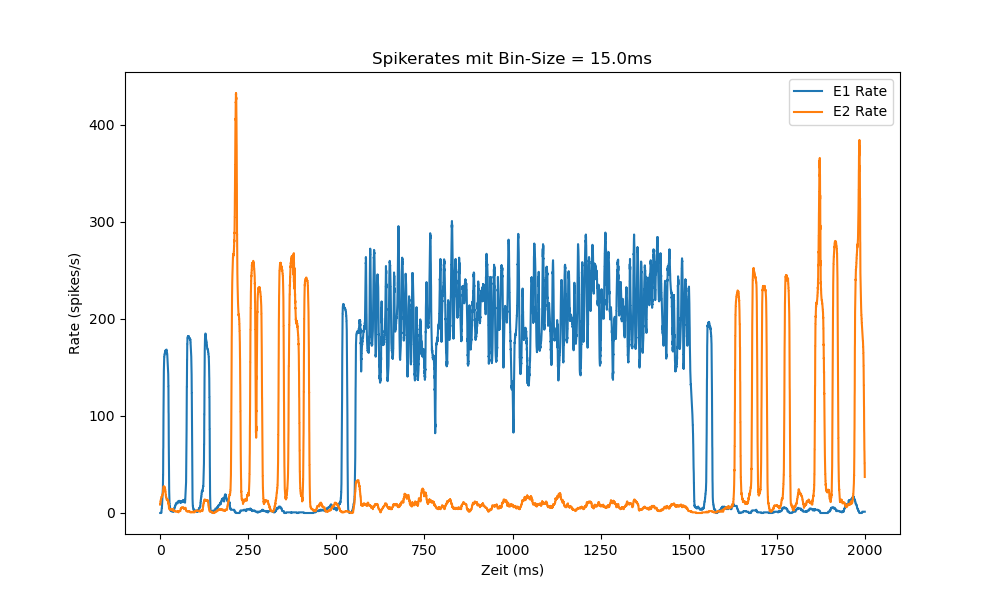 Spikerates mit Bin-Size = 15.0ms
E1 Rate
E2 Rate
Rate (spikes/s)
400
300
200
100
0
0 250 500 750 1000 1250 1500 1750 2000
Zeit (ms)